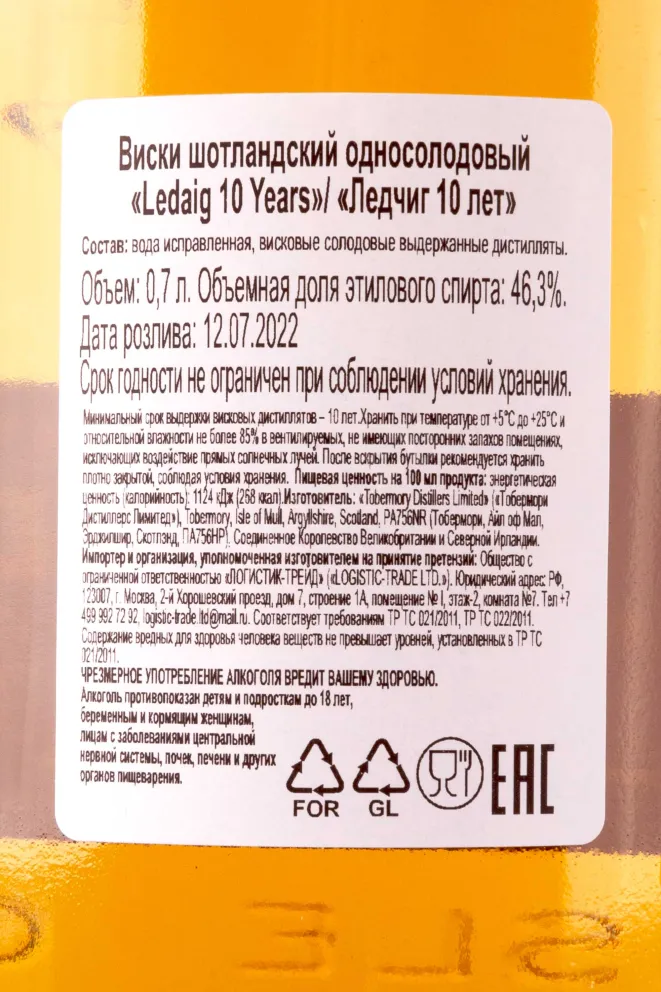 Виски шотландский односолодовый
«Ledaig 10 Years»/ «Ледчиг 10 лет»
Состав: вода исправленная, висковые солодовые выдержанные дистилляты.
Объем: 0,7 л. Объемная доля этилового спирта: 46,3%.
Дата розлива: 12.07.2022
Срок годности не ограничен при соблюдении условий хранения.
Минимальный срок выдержки висковых дистиллятов – 10 лет.Хранить при температуре от +5°С до +25°С и
относительной влажности не более 85% в вентилируемых, не имеющих посторонних запахов помещениях,
исключающих воздействие прямых солнечных лучей. После вскрытия бутылки рекомендуется хранить
плотно закрытой, соблюдая условия хранения. Пищевая ценность на 100 мл продукта: энергетическая
ценность (калорийность): 1124 кДж (268 ккал).Изготовитель: «Tobermory Distillers Limited» («Тобермори
Дистиллерс Лимитед»), Tobermory, Isle of Mull, Argyllshire, Scotland, PA756NR (Тобермори, Айл оф Мал,
Эрджилшир, Скотлэнд, ПА756НР). Соединенное Королевство Великобритании и Северной Ирландии.
Импортер и организация, уполномоченная изготовителем на принятие претензий: Общество с
ограниченной ответственностью «ЛОГИСТИК-ТРЕЙД» («LOGISTIC-TRADE LTD.»). Юридический адрес: РФ,
123007, г. Москва, 2-й Хорошевский проезд, дом 7, строение 1А, помещение № I, этаж-2, комната №7. Тел +7
499 992 72 92, logistic-trade.ltd@mail.ru. Соответствует требованиям ТР ТС 021/2011, ТР ТС 022/2011.
Содержание вредных для здоровья человека веществ не превышает уровней, установленных в ТР ТС
021/2011.
ЧРЕЗМЕРНОЕ УПОТРЕБЛЕНИЕ АЛКОГОЛЯ ВРЕДИТ ВАШЕМУ ЗДОРОВЬЮ.
Алкоголь противопоказан детям и подросткам до 18 лет,
беременным и кормящим женщинам,
лицам с заболеваниями центральной
нервной системы, почек, печени и других
органов пищеварения.
FOR GL EAC